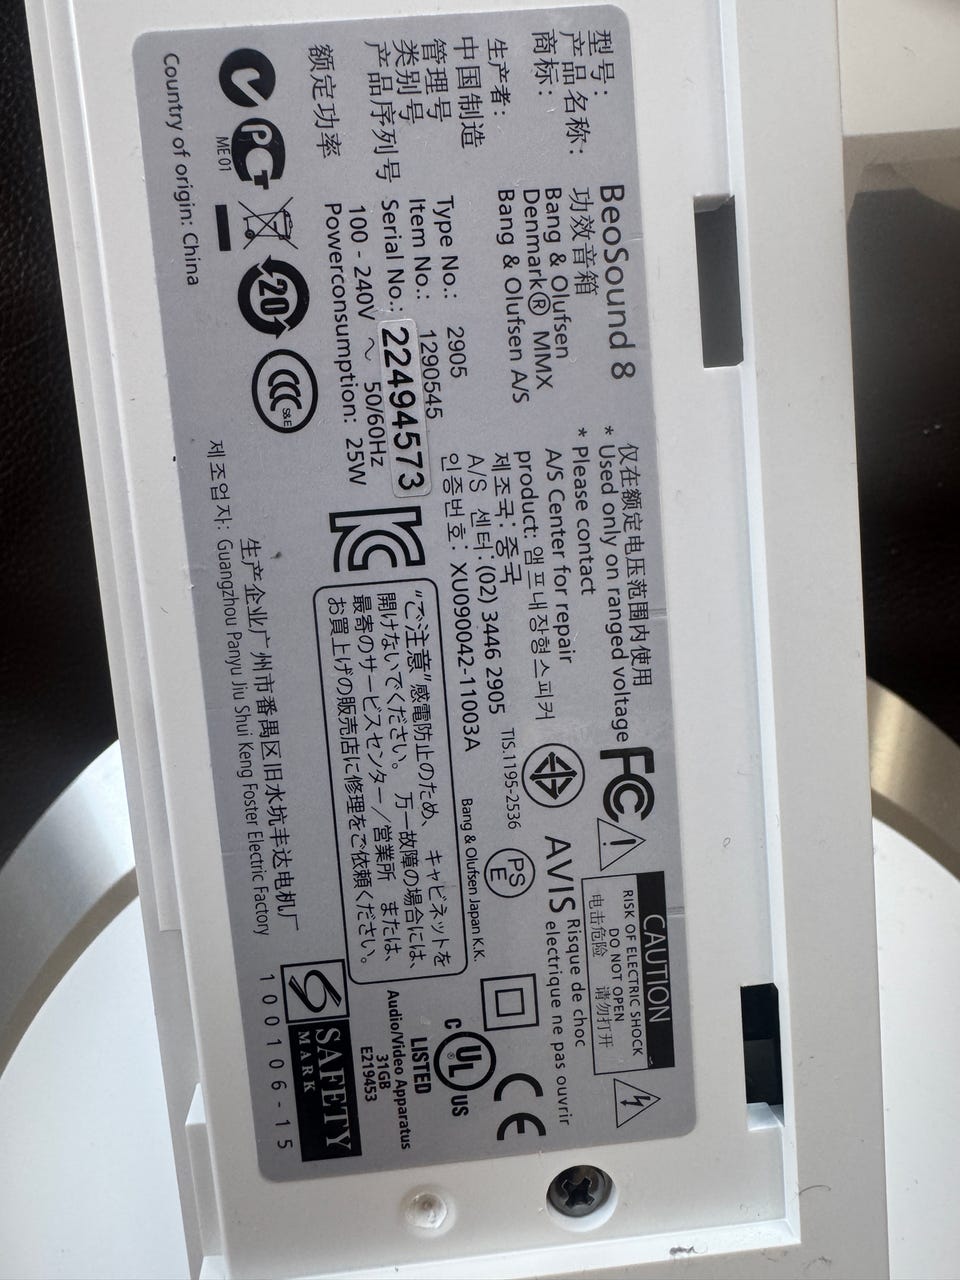 型号: BeoSound 8
产品名称: 功效音箱
商标: Bang & Olufsen
Denmark® MMX
生产者: Bang & Olufsen A/S
中国制造
管理号 Type No.: 2905
类别号 Item No.: 1290545
产品序列号 Serial No.: 22494573
100 - 240V ～ 50/60Hz
额定功率 Powerconsumption: 25W
仅在额定电压范围内使用
* Used only on ranged voltage
* Please contact
A/S Center for repair
product: 앰프내장형스피커
제조국: 중국
A/S 센터:(02) 3446 2905
인증번호: XU090042-11003A
TIS.1195-2536
PS
E
Bang & Olufsen Japan K.K.
"ご注意"感電防止のため、 キャビネットを
開けないでください。 万一故障の場合には、
最寄のサービスセンター/営業所 または、
お買上げの販売店に修理をご依頼ください。
FC
CAUTION
RISK OF ELECTRIC SHOCK
DO NOT OPEN
电击危险 请勿打开
AVIS Risque de choc
electrique ne pas ouvrir
CE
C UL ® US
LISTED
Audio/Video Apparatus
31GB
E219453
SAFETY
MARK
PCT
ME01
20
CCC
S&E
生产企业广州市番禺区旧水坑丰达电机厂
제조업자: Guangzhou Panyu Jiu Shui Keng Foster Electric Factory
100106-15
Country of origin: China